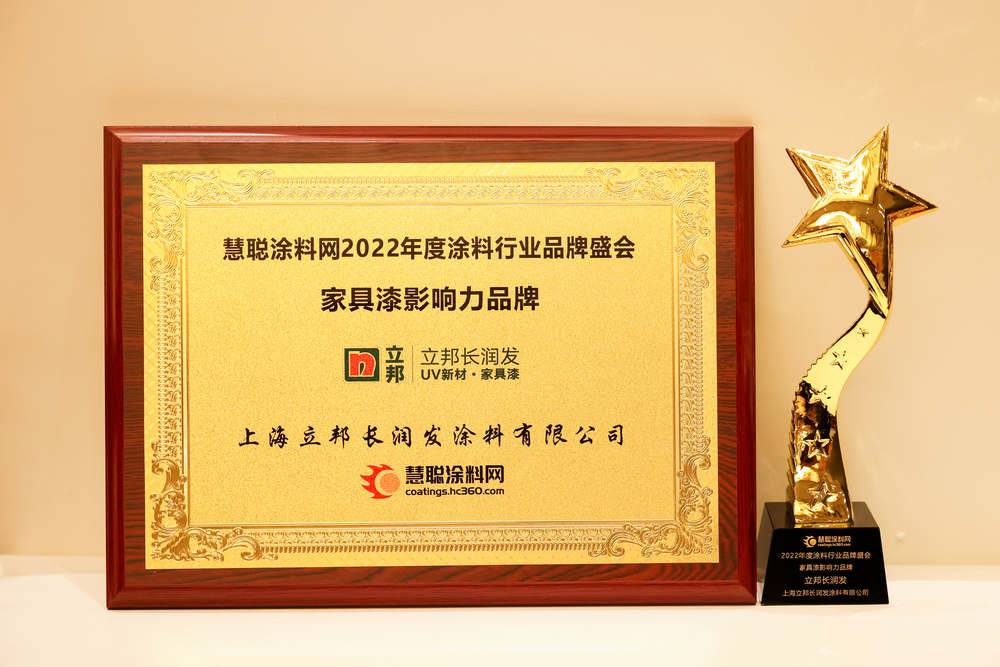 慧聪涂料网2022年度涂料行业品牌盛会
家具漆影响力品牌
n
立邦
立邦长润发
UV新材·家具漆
上海立邦长润发涂料有限公司
慧聪涂料网
coatings.hc360.com
慧聪涂料网
coatings.hc360.com
2022年度涂料行业品牌盛会
家具漆影响力品牌
立邦长润发
上海立邦长润发涂料有限公司